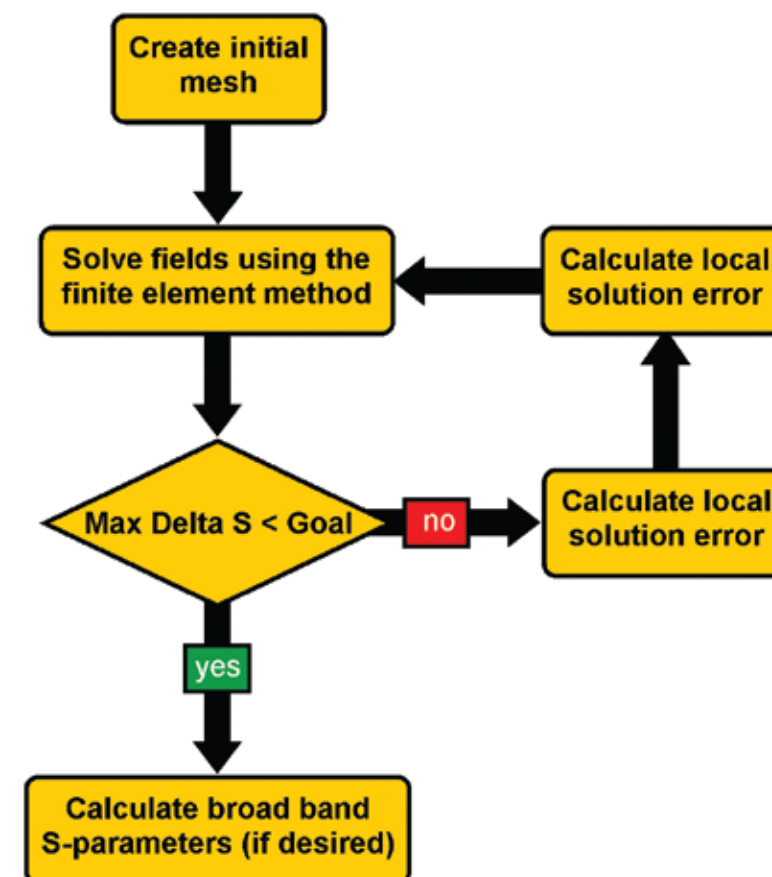 Create initial
mesh
Solve fields using the
finite element method
Calculate local
solution error
Max Delta S < Goal
no
Calculate local
solution error
yes
Calculate broad band
S-parameters (if desired)